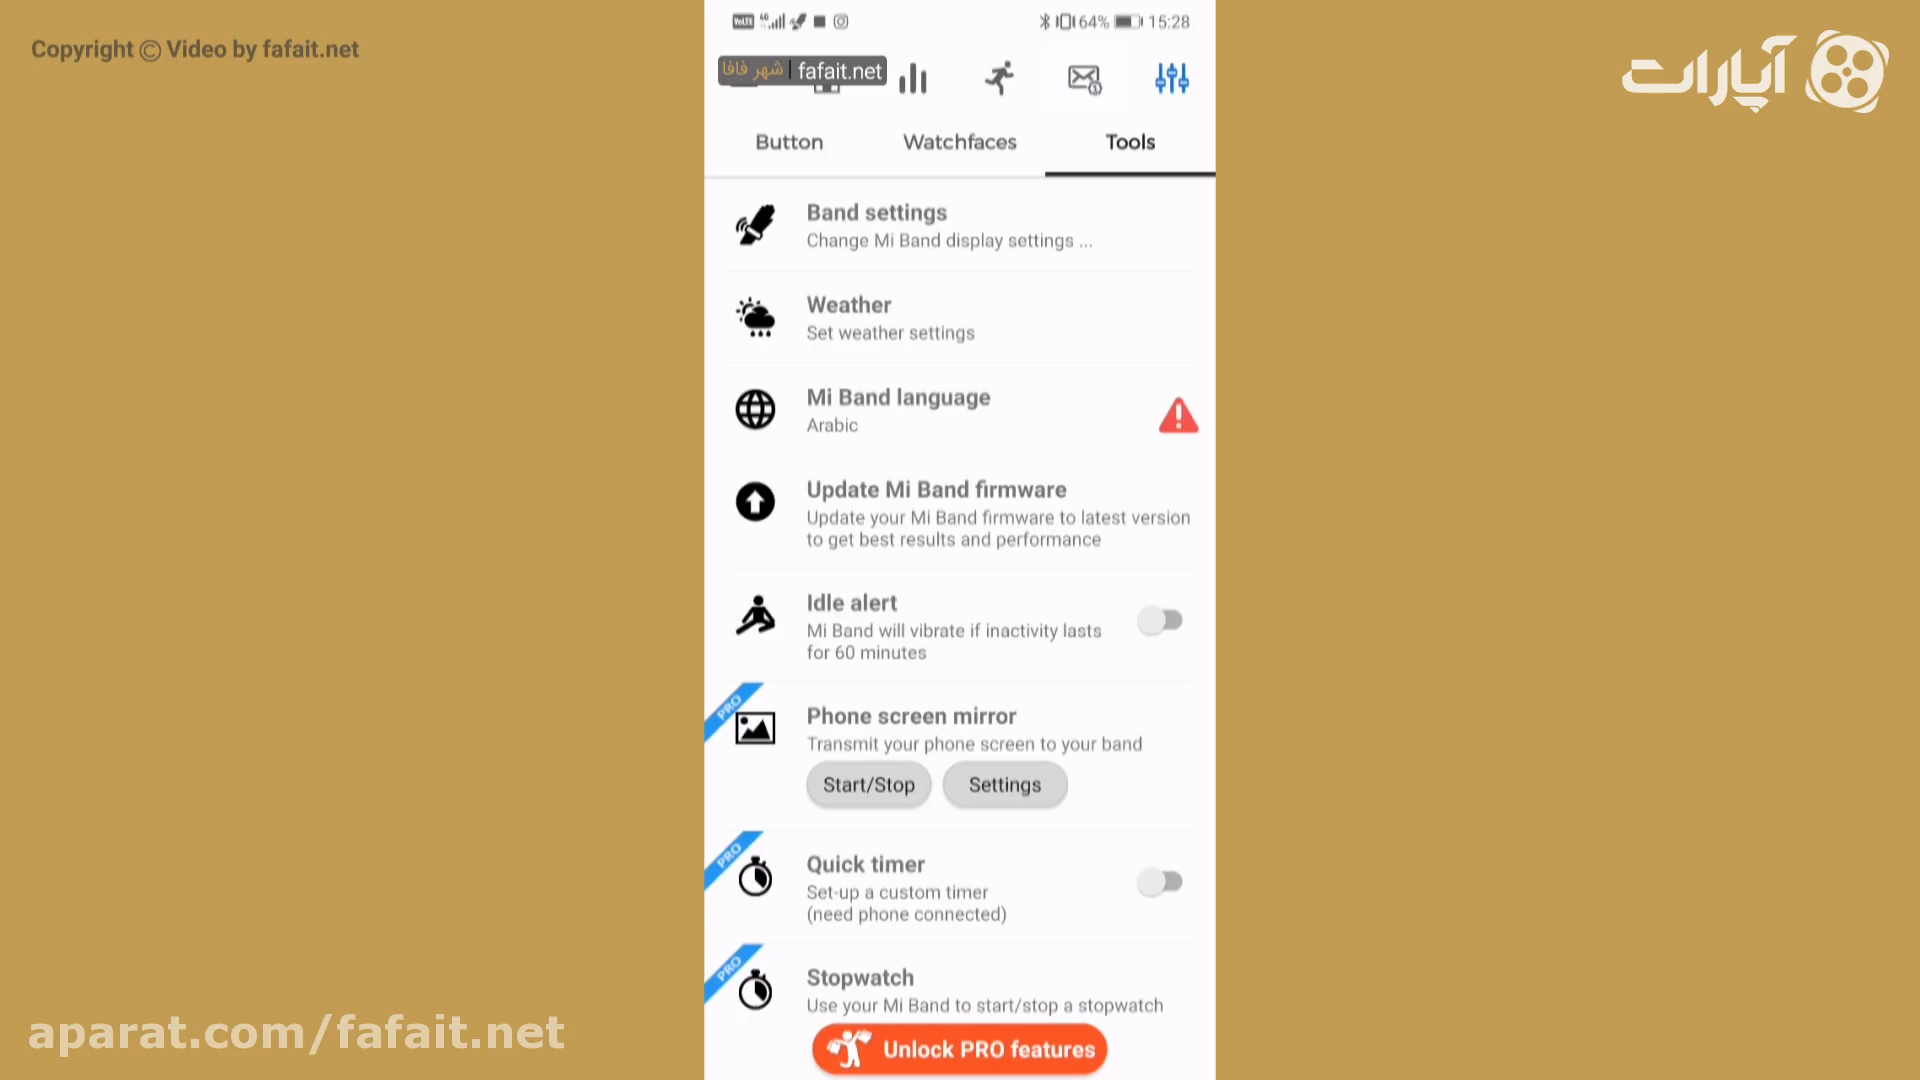 Copyright © Video by fafait.net
VoLTE 4G 64% 15:28
شهر فافا | fafait.net
آپارات
Button Watchfaces Tools
Band settings
Change Mi Band display settings ...
Weather
Set weather settings
Mi Band language
Arabic
Update Mi Band firmware
Update your Mi Band firmware to latest version
to get best results and performance
Idle alert
Mi Band will vibrate if inactivity lasts
for 60 minutes
PRO
Phone screen mirror
Transmit your phone screen to your band
Start/Stop Settings
PRO
Quick timer
Set-up a custom timer
(need phone connected)
PRO
Stopwatch
Use your Mi Band to start/stop a stopwatch
Unlock PRO features
aparat.com/fafait.net